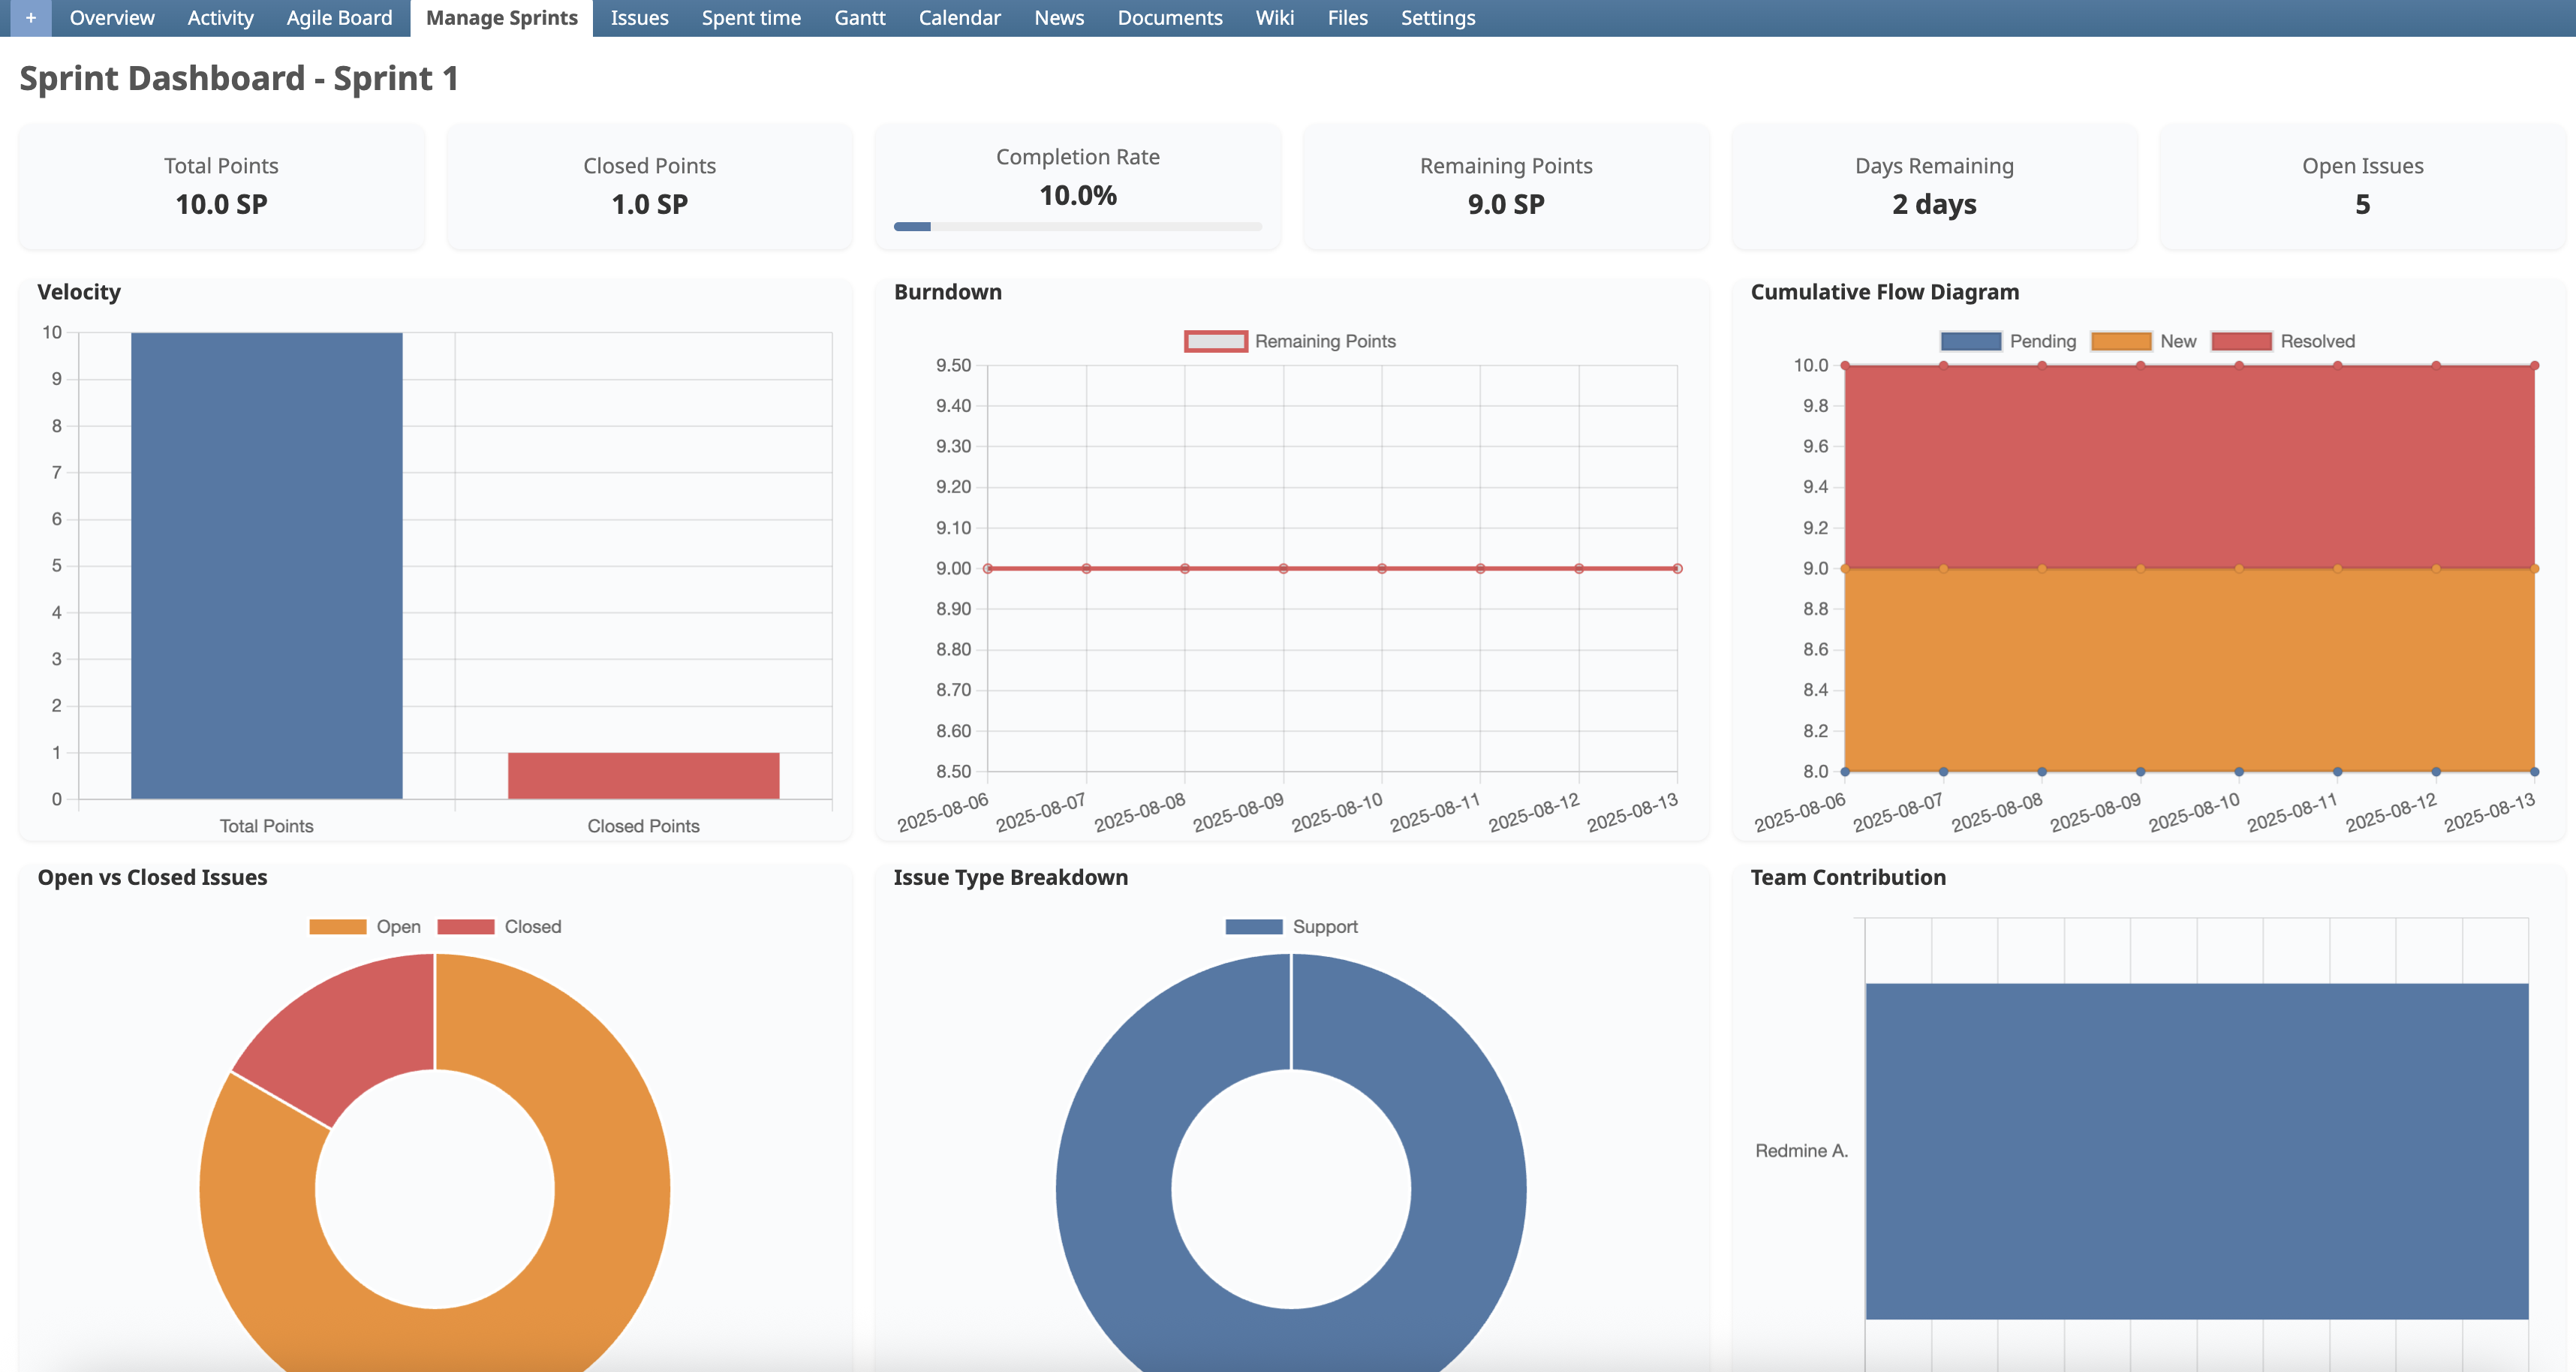 + Overview Activity Agile Board Manage Sprints Issues Spent time Gantt Calendar News Documents Wiki Files Settings
Sprint Dashboard - Sprint 1
Total Points
10.0 SP
Closed Points
1.0 SP
Completion Rate
10.0%
Remaining Points
9.0 SP
Days Remaining
2 days
Open Issues
5
Velocity
10
9
8
7
6
5
4
3
2
1
0
Total Points Closed Points
Burndown
Remaining Points
9.50
9.40
9.30
9.20
9.10
9.00
8.90
8.80
8.70
8.60
8.50
2025-08-06 2025-08-07 2025-08-08 2025-08-09 2025-08-10 2025-08-11 2025-08-12 2025-08-13
Cumulative Flow Diagram
Pending New Resolved
10.0
9.8
9.6
9.4
9.2
9.0
8.8
8.6
8.4
8.2
8.0
2025-08-06 2025-08-07 2025-08-08 2025-08-09 2025-08-10 2025-08-11 2025-08-12 2025-08-13
Open vs Closed Issues
Open Closed
Issue Type Breakdown
Support
Team Contribution
Redmine A.